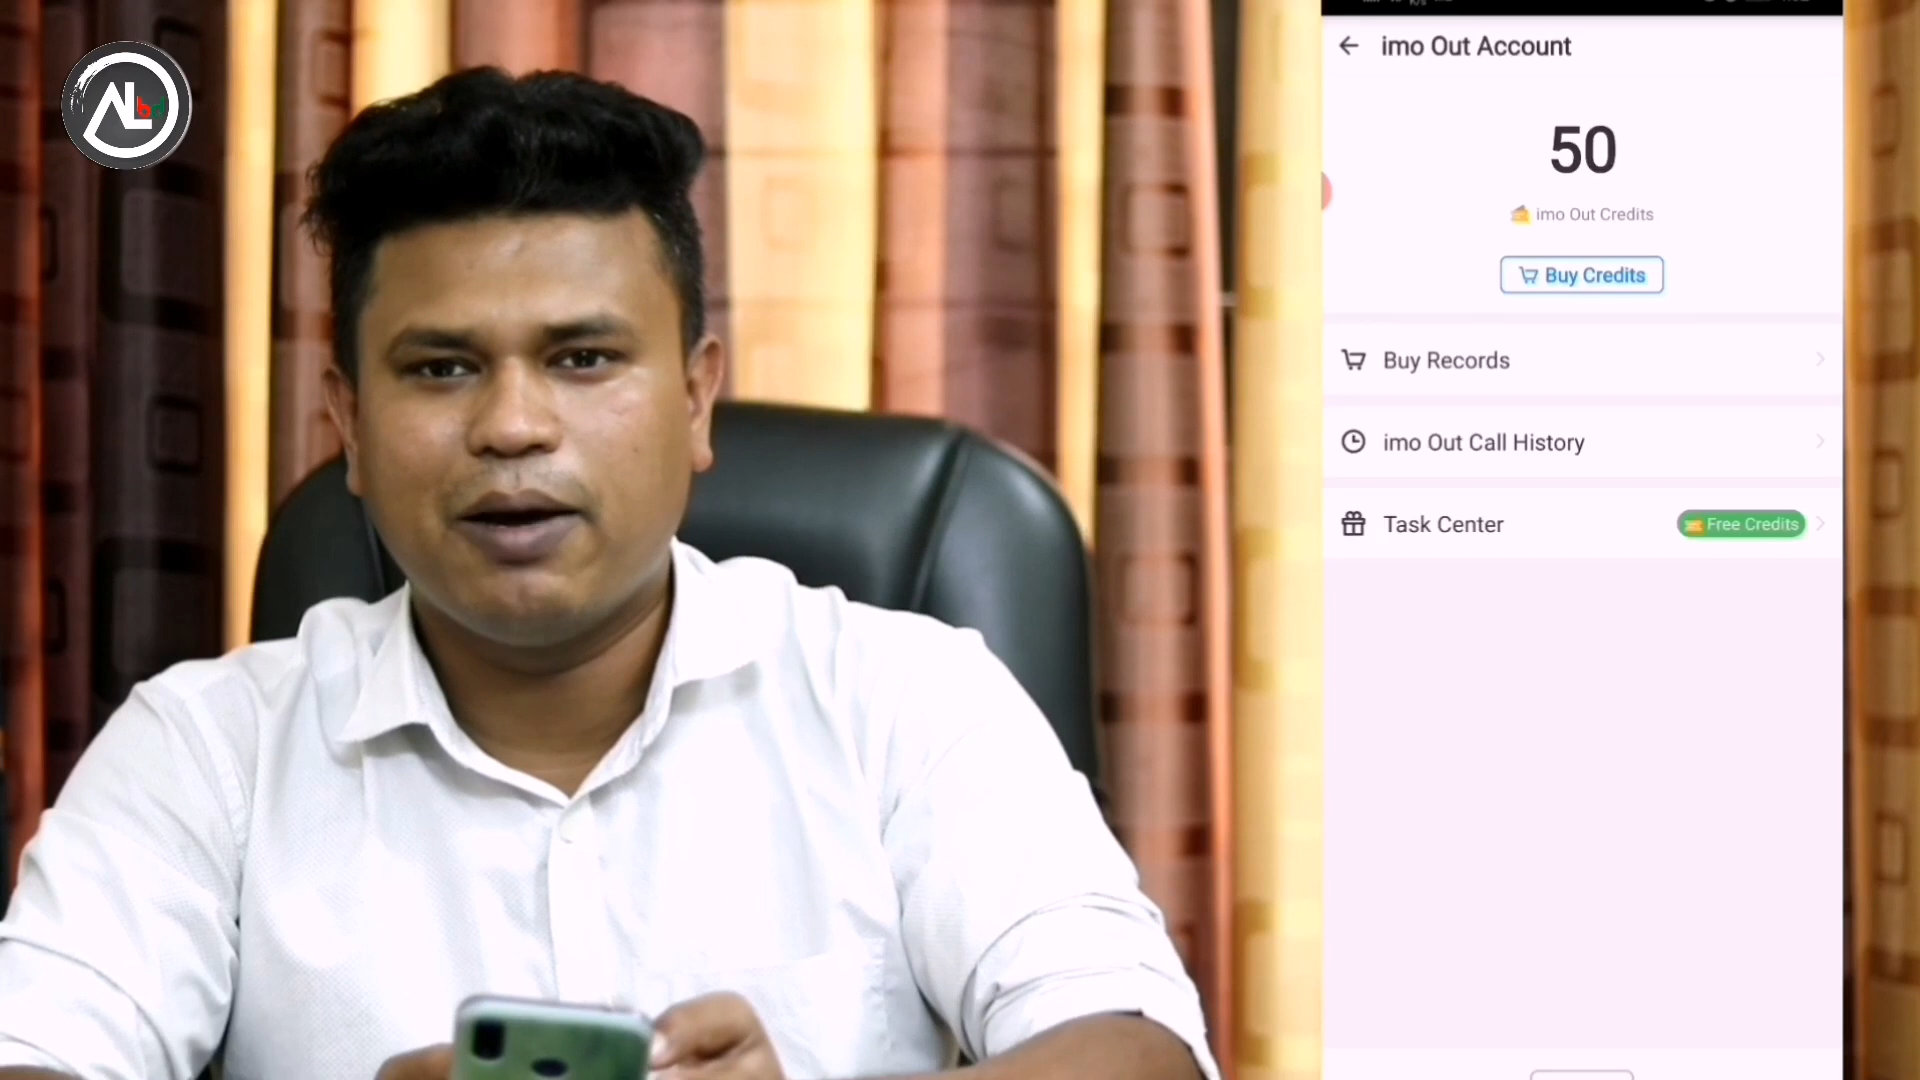 ALbd
imo Out Account
50
imo Out Credits
Buy Credits
Buy Records
imo Out Call History
Task Center
Free Credits